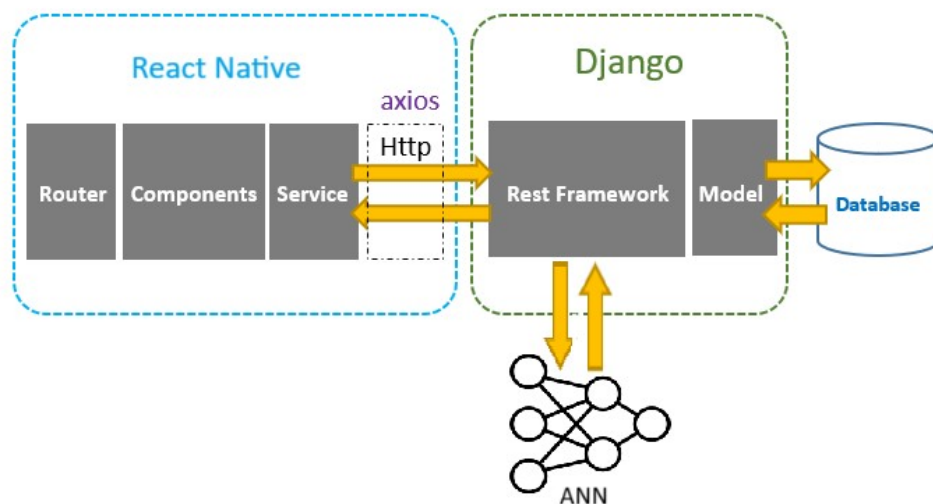 React Native
Django
axios
Http
Router
Components
Service
Rest Framework
Model
Database
ANN